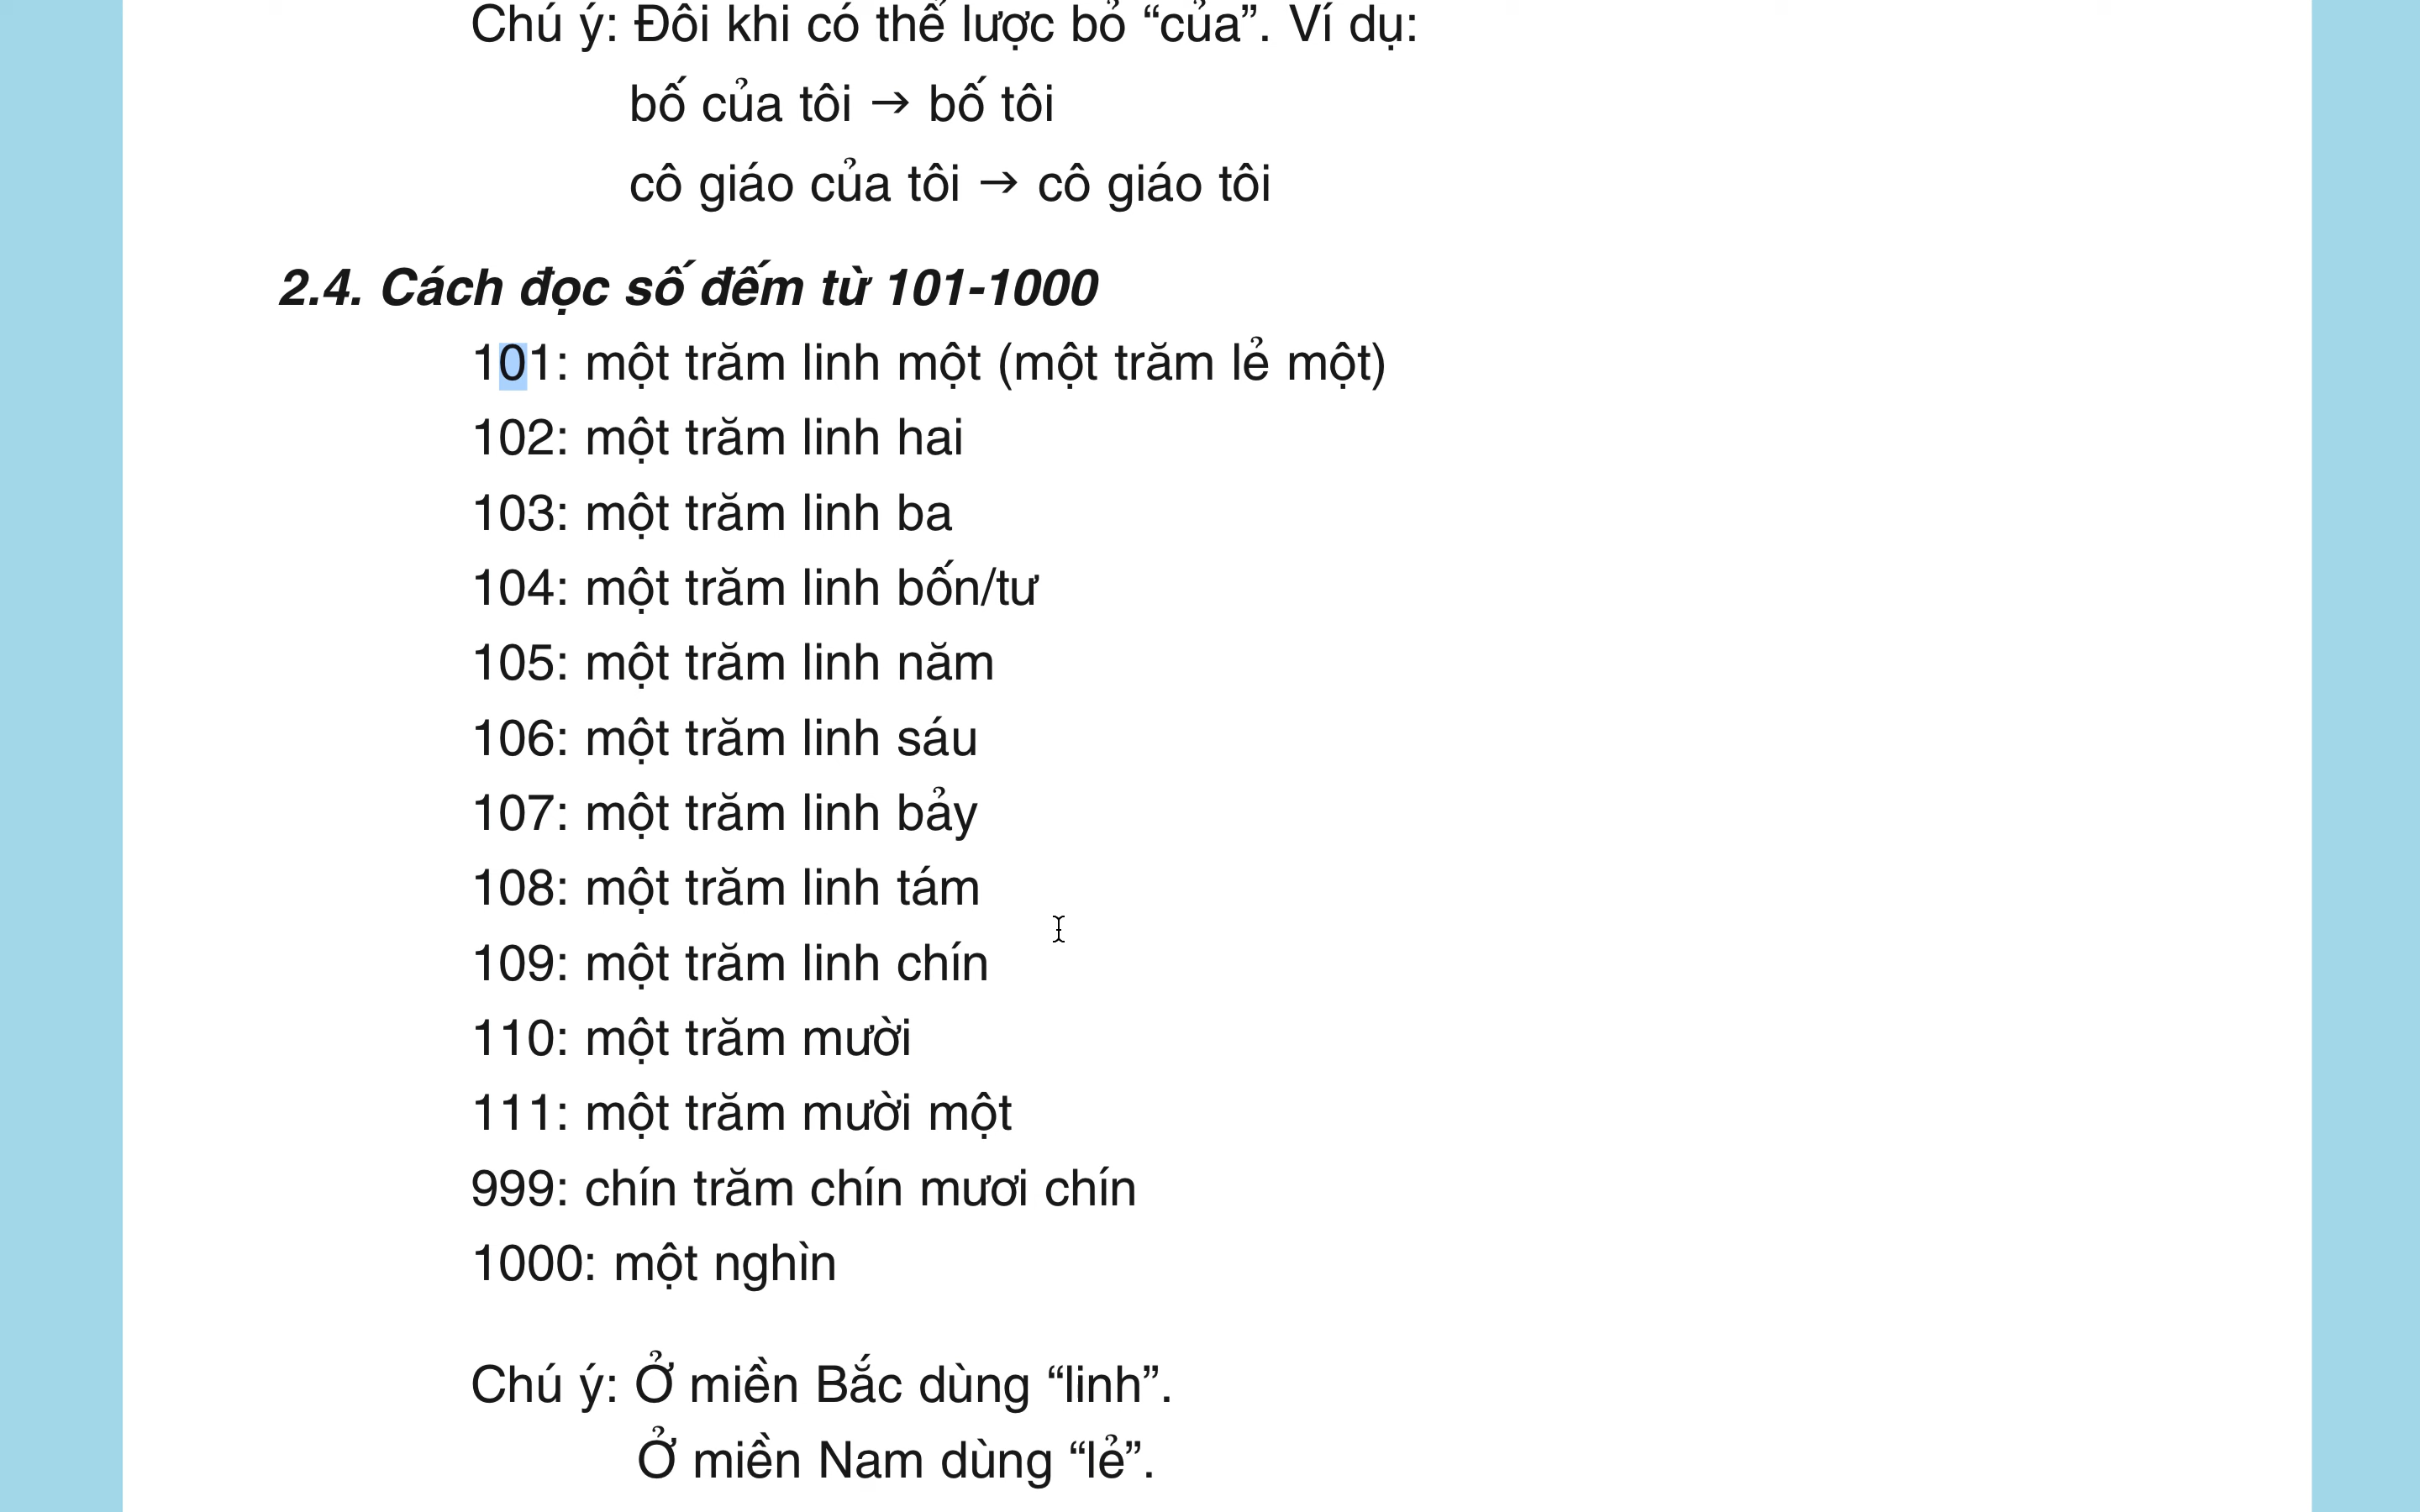 Chú ý: Đôi khi có thể lược bỏ “của”. Ví dụ:
bố của tôi → bố tôi
cô giáo của tôi → cô giáo tôi
2.4. Cách đọc số đếm từ 101-1000
101: một trăm linh một (một trăm lẻ một)
102: một trăm linh hai
103: một trăm linh ba
104: một trăm linh bốn/tư
105: một trăm linh năm
106: một trăm linh sáu
107: một trăm linh bảy
108: một trăm linh tám
109: một trăm linh chín
110: một trăm mười
111: một trăm mười một
999: chín trăm chín mươi chín
1000: một nghìn
Chú ý: Ở miền Bắc dùng “linh”.
Ở miền Nam dùng “lẻ”.